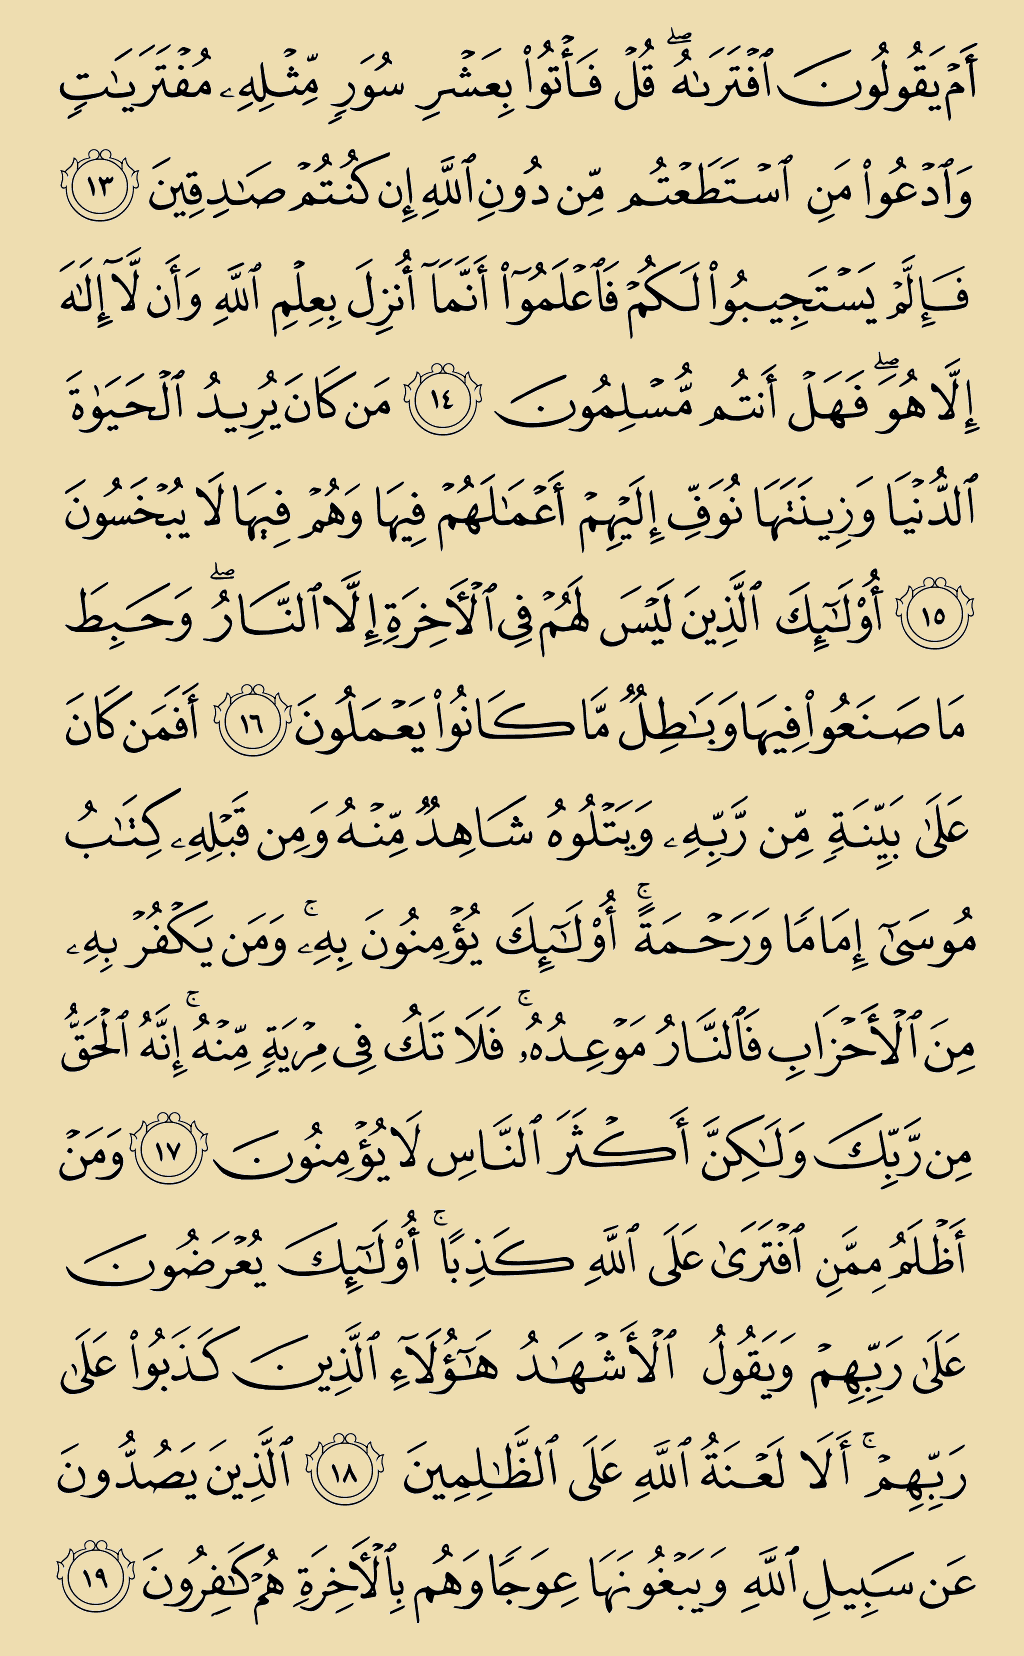 أَمْ يَقُولُونَ ٱفْتَرَىٰهُ ۖ قُلْ فَأْتُوا۟ بِعَشْرِ سُوَرٍ مِّثْلِهِۦ مُفْتَرَيَـٰتٍ
وَٱدْعُوا۟ مَنِ ٱسْتَطَعْتُم مِّن دُونِ ٱللَّهِ إِن كُنتُمْ صَـٰدِقِينَ ١٣
فَإِلَّمْ يَسْتَجِيبُوا۟ لَكُمْ فَٱعْلَمُوٓا۟ أَنَّمَآ أُنزِلَ بِعِلْمِ ٱللَّهِ وَأَن لَّآ إِلَـٰهَ
إِلَّا هُوَ ۖ فَهَلْ أَنتُم مُّسْلِمُونَ ١٤ مَن كَانَ يُرِيدُ ٱلْحَيَوٰةَ
ٱلدُّنْيَا وَزِينَتَهَا نُوَفِّ إِلَيْهِمْ أَعْمَـٰلَهُمْ فِيهَا وَهُمْ فِيهَا لَا يُبْخَسُونَ
١٥ أُو۟لَـٰٓئِكَ ٱلَّذِينَ لَيْسَ لَهُمْ فِى ٱلْـَٔاخِرَةِ إِلَّا ٱلنَّارُ ۖ وَحَبِطَ
مَا صَنَعُوا۟ فِيهَا وَبَـٰطِلٌ مَّا كَانُوا۟ يَعْمَلُونَ ١٦ أَفَمَن كَانَ
عَلَىٰ بَيِّنَةٍ مِّن رَّبِّهِۦ وَيَتْلُوهُ شَاهِدٌ مِّنْهُ وَمِن قَبْلِهِۦ كِتَـٰبُ
مُوسَىٰٓ إِمَامًا وَرَحْمَةً ۚ أُو۟لَـٰٓئِكَ يُؤْمِنُونَ بِهِۦ ۚ وَمَن يَكْفُرْ بِهِۦ
مِنَ ٱلْأَحْزَابِ فَٱلنَّارُ مَوْعِدُهُۥ ۚ فَلَا تَكُ فِى مِرْيَةٍ مِّنْهُ ۚ إِنَّهُ ٱلْحَقُّ
مِن رَّبِّكَ وَلَـٰكِنَّ أَكْثَرَ ٱلنَّاسِ لَا يُؤْمِنُونَ ١٧ وَمَنْ
أَظْلَمُ مِمَّنِ ٱفْتَرَىٰ عَلَى ٱللَّهِ كَذِبًا ۚ أُو۟لَـٰٓئِكَ يُعْرَضُونَ
عَلَىٰ رَبِّهِمْ وَيَقُولُ ٱلْأَشْهَـٰدُ هَـٰٓؤُلَآءِ ٱلَّذِينَ كَذَبُوا۟ عَلَىٰ
رَبِّهِمْ ۚ أَلَا لَعْنَةُ ٱللَّهِ عَلَى ٱلظَّـٰلِمِينَ ١٨ ٱلَّذِينَ يَصُدُّونَ
عَن سَبِيلِ ٱللَّهِ وَيَبْغُونَهَا عِوَجًا وَهُم بِٱلْـَٔاخِرَةِ هُمْ كَـٰفِرُونَ ١٩